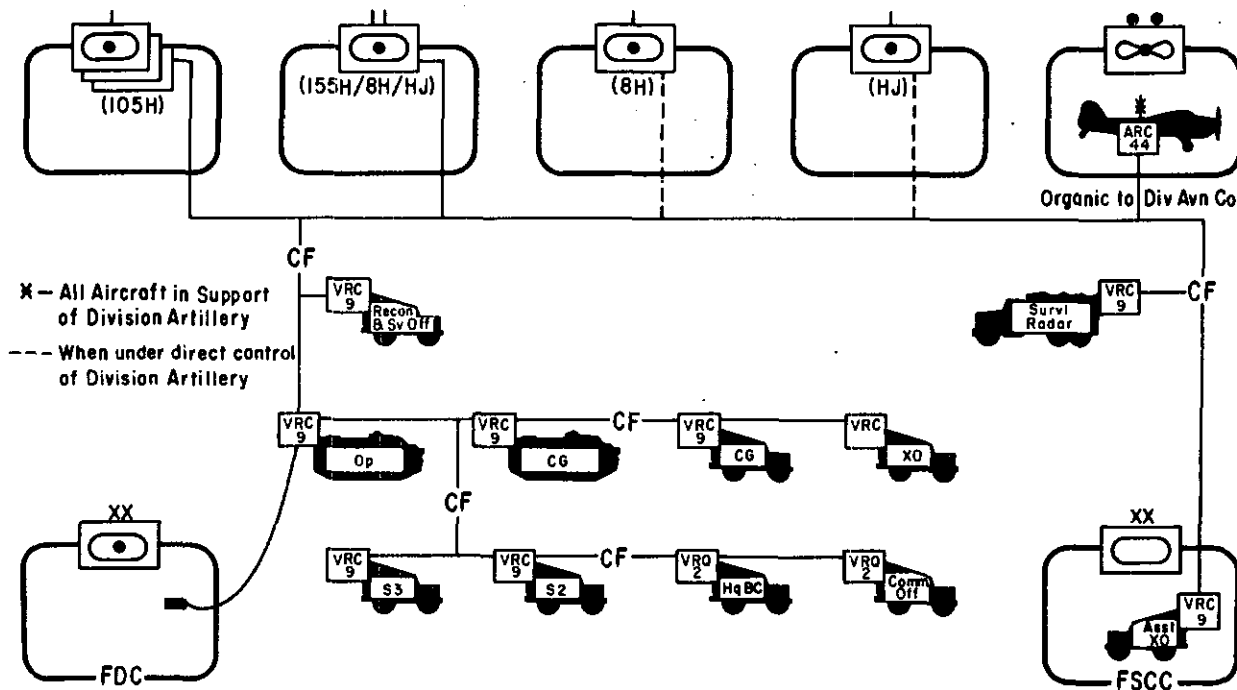 (105H)
(155H/8H/HJ)
(8H)
(HJ)
ARC
44
Organic to Div Avn Co
CF
* - All Aircraft in Support
of Division Artillery
--- When under direct control
of Division Artillery
VRC
9
Recon
& Sv Off
Survl
Radar
VRC
9
CF
VRC
9
Op
VRC
9
CG
CF
VRC
9
CG
VRC
XO
CF
XX
FDC
VRC
9
S3
VRC
9
S2
CF
VRQ
2
Hq BC
VRQ
2
Comm
Off
XX
VRC
9
Asst
XO
FSCC